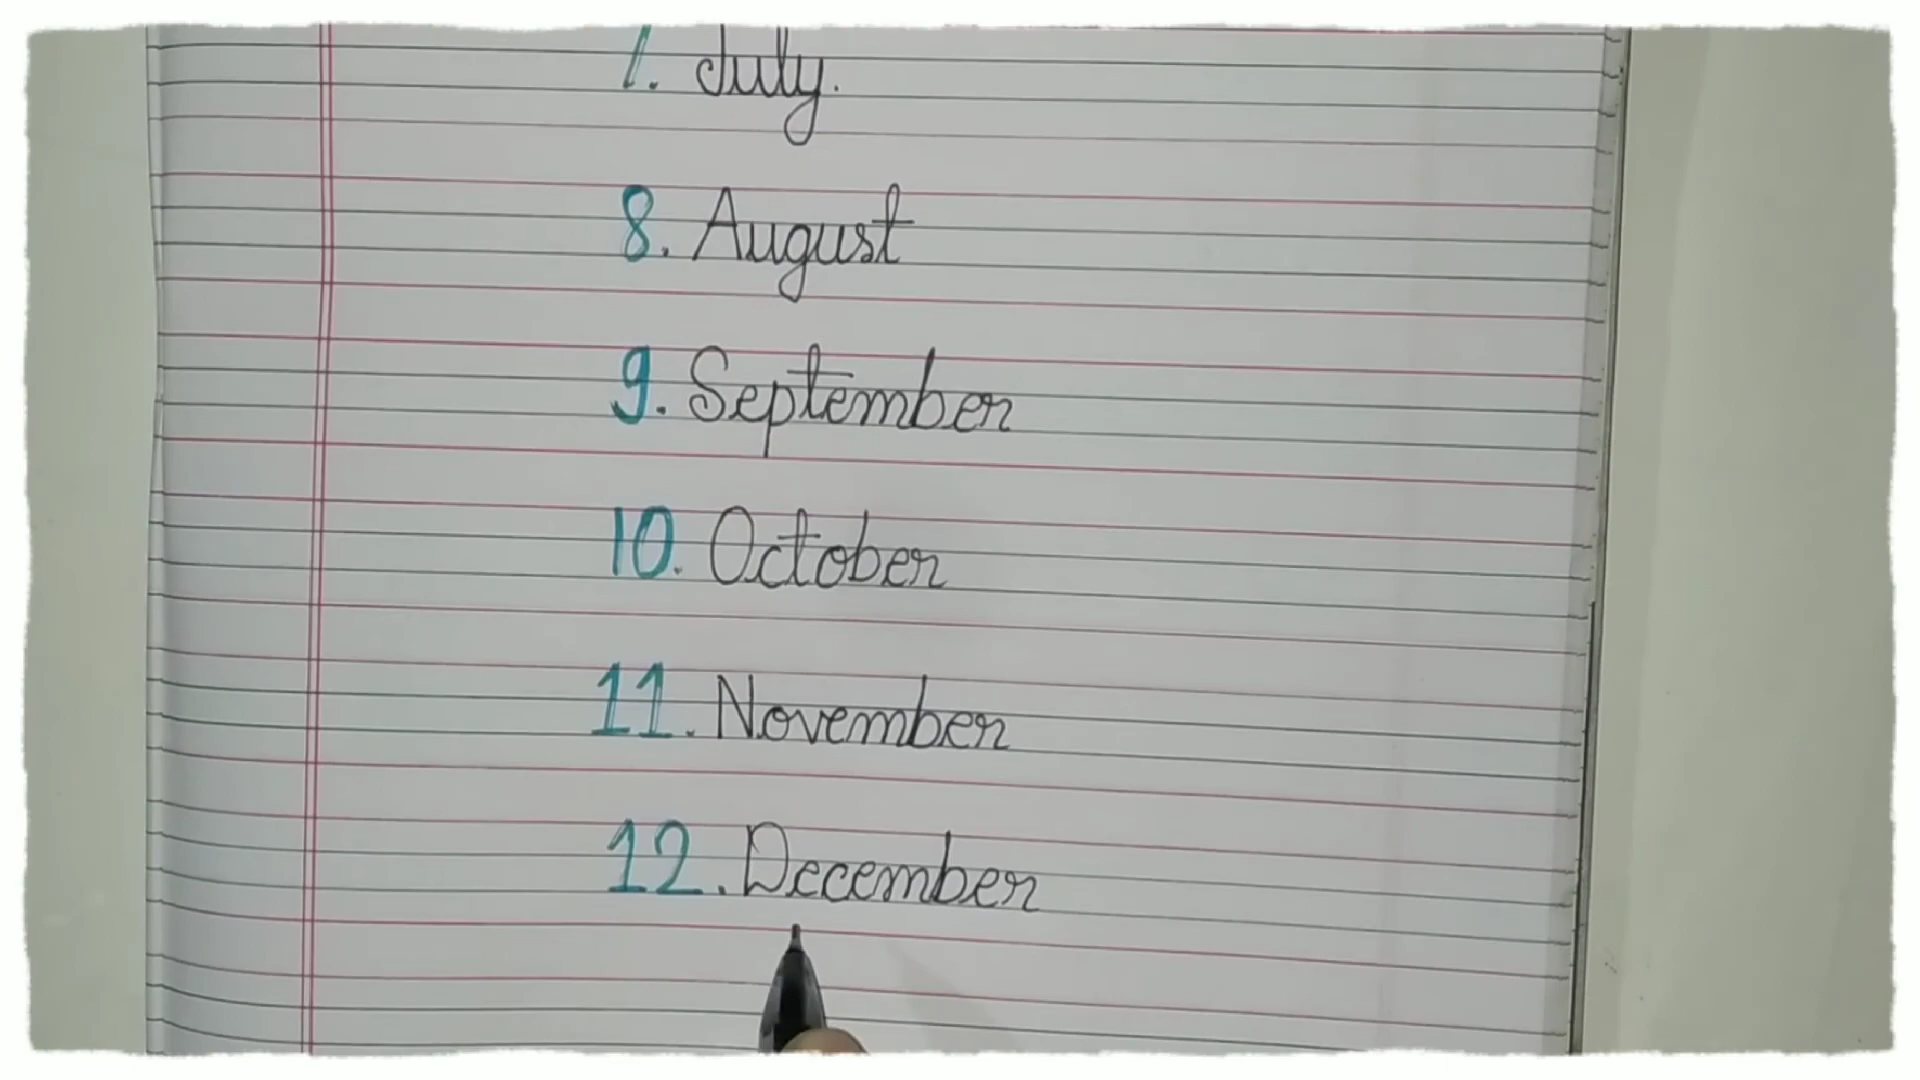 7. July.
8. August
9. September
10. October
11. November
12. December